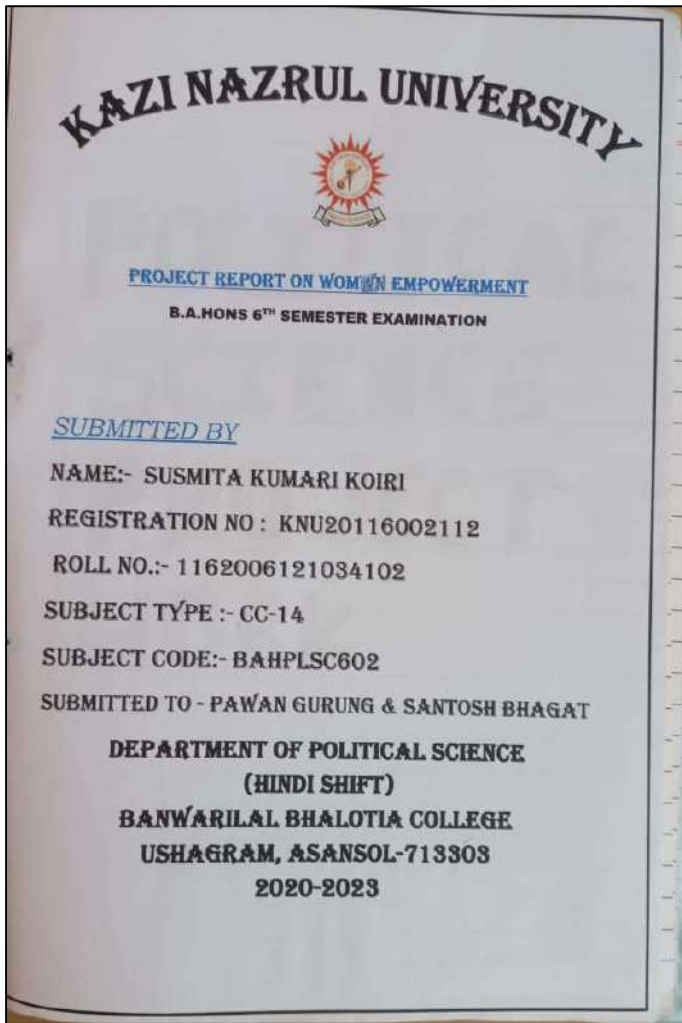 KAZI NAZRUL UNIVERSITY
PROJECT REPORT ON WOMEN EMPOWERMENT
B.A.HONS 6TH SEMESTER EXAMINATION
SUBMITTED BY
NAME:- SUSMITA KUMARI KOIRI
REGISTRATION NO : KNU20116002112
ROLL NO.:- 1162006121034102
SUBJECT TYPE :- CC-14
SUBJECT CODE:- BAHPLSC602
SUBMITTED TO - PAWAN GURUNG & SANTOSH BHAGAT
DEPARTMENT OF POLITICAL SCIENCE
(HINDI SHIFT)
BANWARILAL BHALOTIA COLLEGE
USHAGRAM, ASANSOL-713303
2020-2023